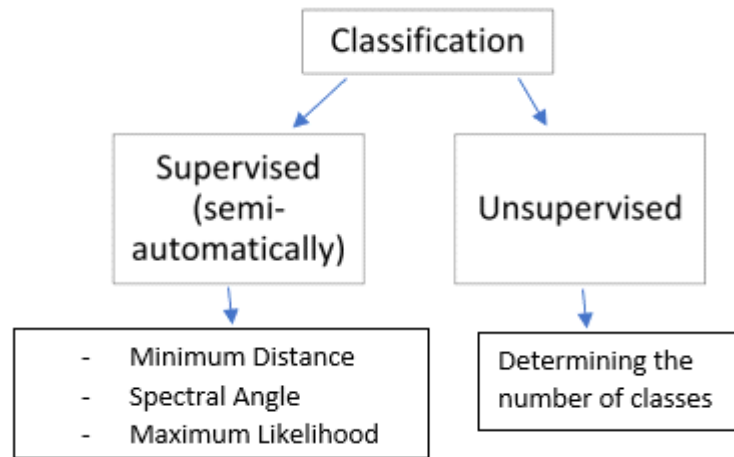 Classification
Supervised
(semi-
automatically)
Unsupervised
- Minimum Distance
- Spectral Angle
- Maximum Likelihood
Determining the
number of classes